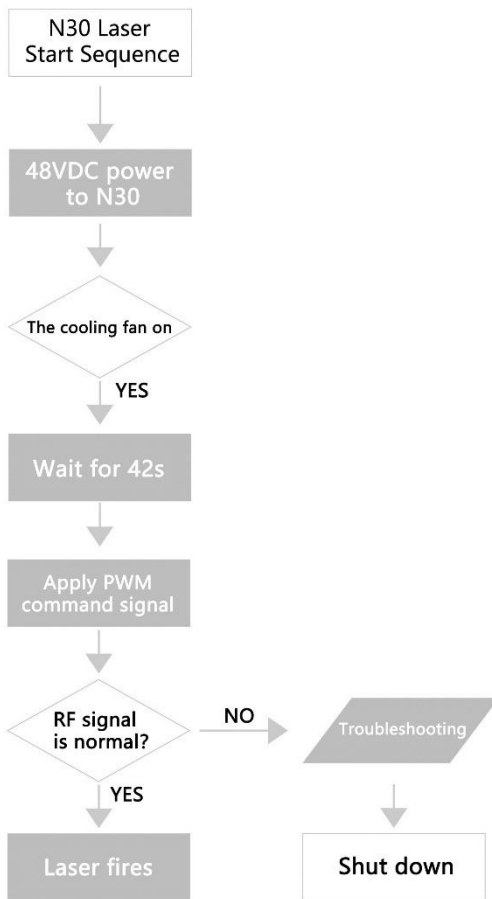 N30 Laser
Start Sequence
48VDC power
to N30
The cooling fan on
YES
Wait for 42s
Apply PWM
command signal
RF signal
is normal?
NO
Troubleshooting
YES
Laser fires
Shut down